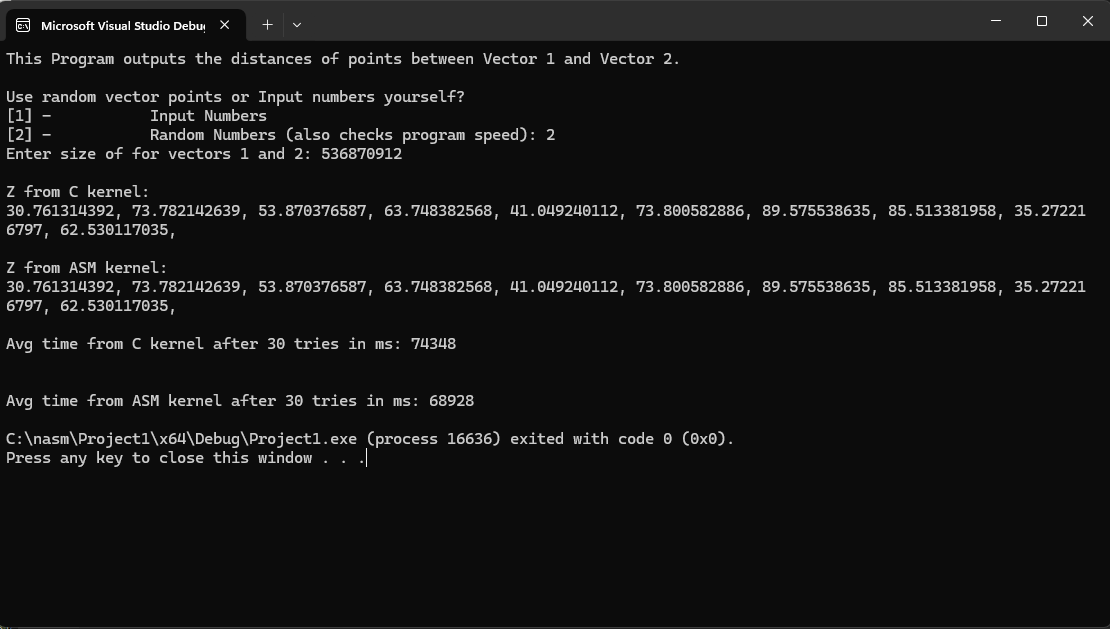 Microsoft Visual Studio Debu
This Program outputs the distances of points between Vector 1 and Vector 2.
Use random vector points or Input numbers yourself?
[1] - Input Numbers
[2] - Random Numbers (also checks program speed): 2
Enter size of for vectors 1 and 2: 536870912
Z from C kernel:
30.761314392, 73.782142639, 53.870376587, 63.748382568, 41.049240112, 73.800582886, 89.575538635, 85.513381958, 35.27221
6797, 62.530117035,
Z from ASM kernel:
30.761314392, 73.782142639, 53.870376587, 63.748382568, 41.049240112, 73.800582886, 89.575538635, 85.513381958, 35.27221
6797, 62.530117035,
Avg time from C kernel after 30 tries in ms: 74348
Avg time from ASM kernel after 30 tries in ms: 68928
C:\nasm\Project1\x64\Debug\Project1.exe (process 16636) exited with code 0 (0x0).
Press any key to close this window . . .